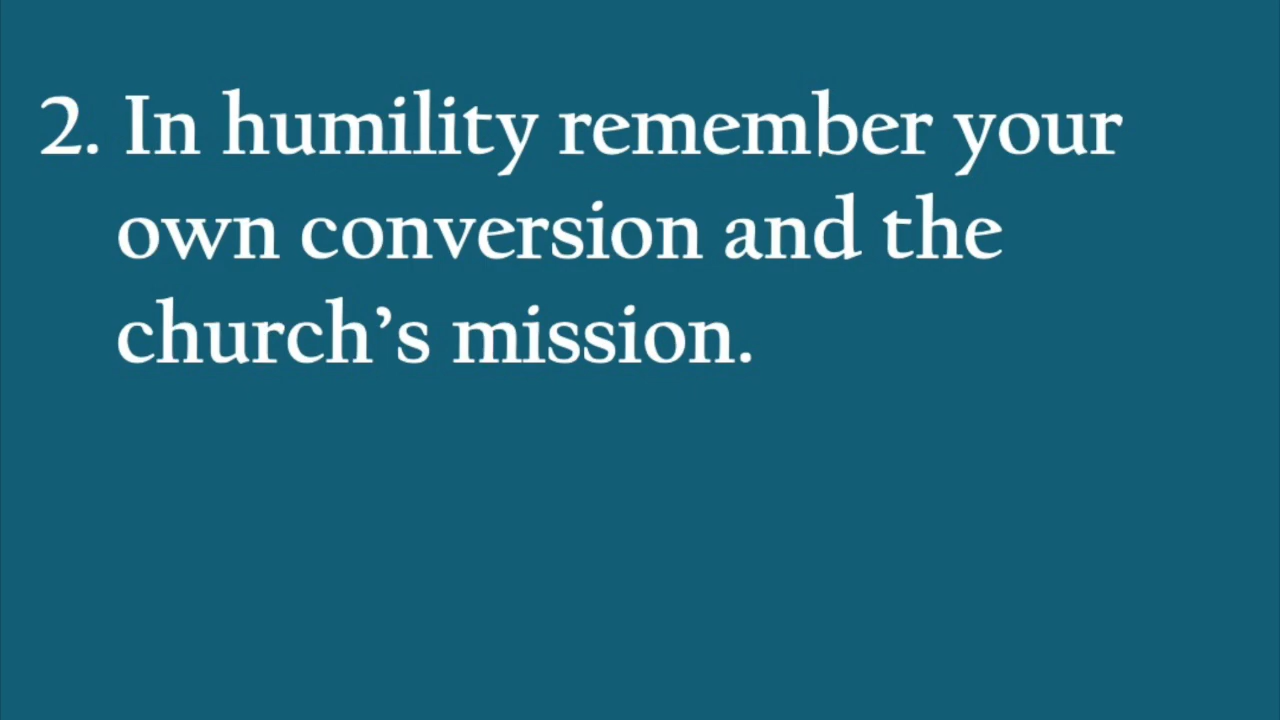 2. In humility remember your
own conversion and the
church’s mission.